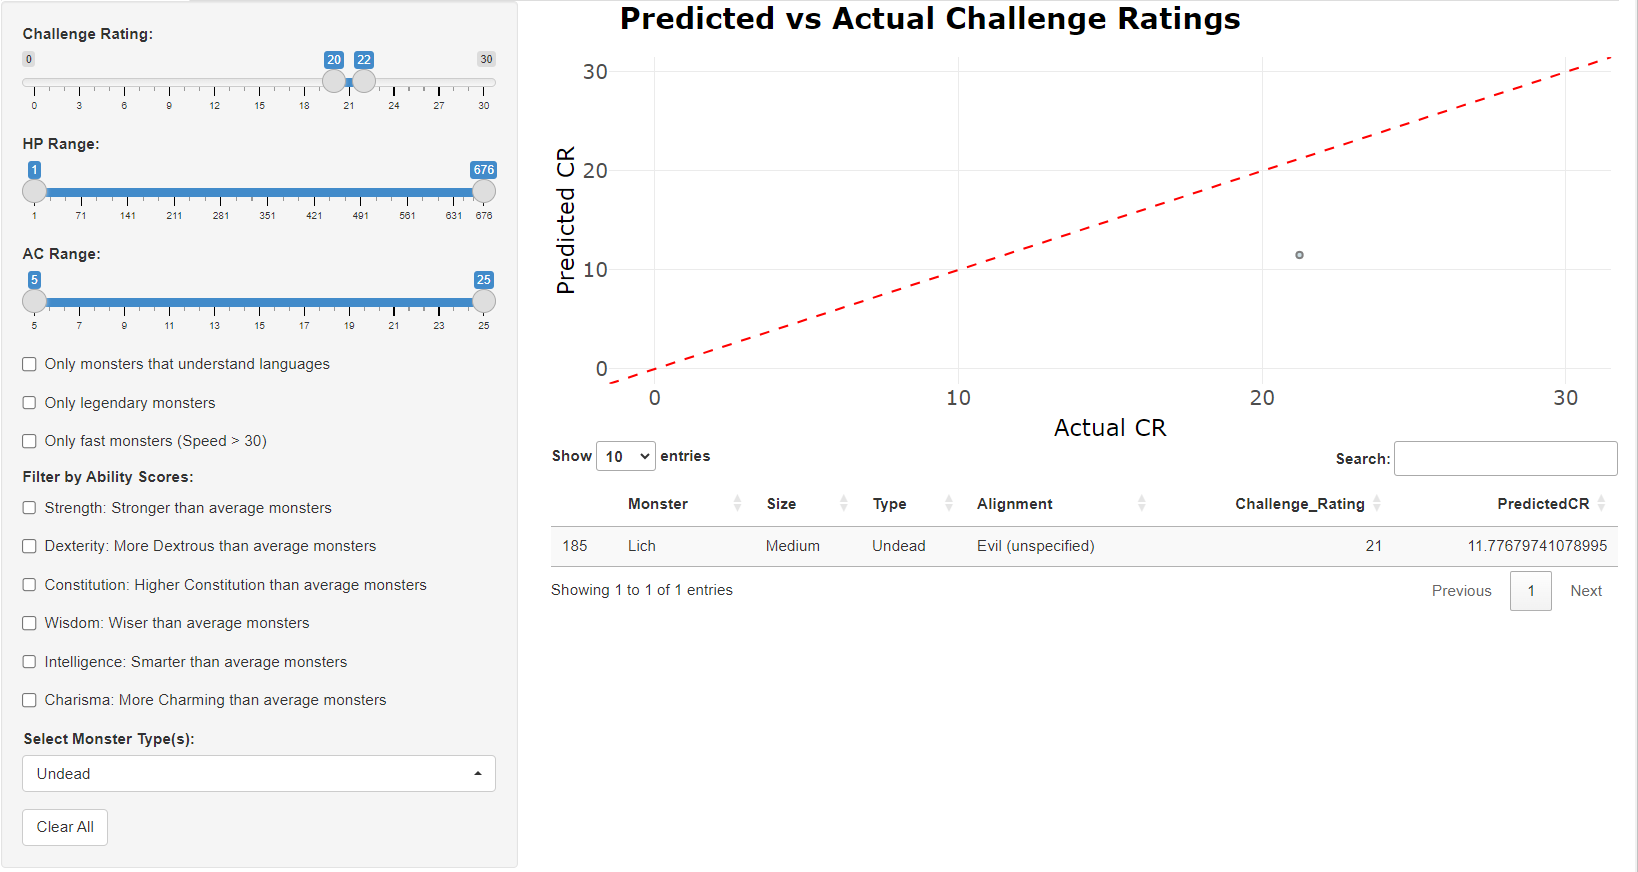 Challenge Rating:
0 20 22 30
0 3 6 9 12 15 18 21 24 27 30
HP Range:
1 676
1 71 141 211 281 351 421 491 561 631 676
AC Range:
5 25
5 7 9 11 13 15 17 19 21 23 25
Only monsters that understand languages
Only legendary monsters
Only fast monsters (Speed > 30)
Filter by Ability Scores:
Strength: Stronger than average monsters
Dexterity: More Dextrous than average monsters
Constitution: Higher Constitution than average monsters
Wisdom: Wiser than average monsters
Intelligence: Smarter than average monsters
Charisma: More Charming than average monsters
Select Monster Type(s):
Undead
Clear All
Predicted vs Actual Challenge Ratings
Predicted CR
30
20
10
0
0 10 20 30
Actual CR
Show 10 entries
Search:
Monster Size Type Alignment Challenge_Rating PredictedCR
185 Lich Medium Undead Evil (unspecified) 21 11.77679741078995
Showing 1 to 1 of 1 entries
Previous 1 Next